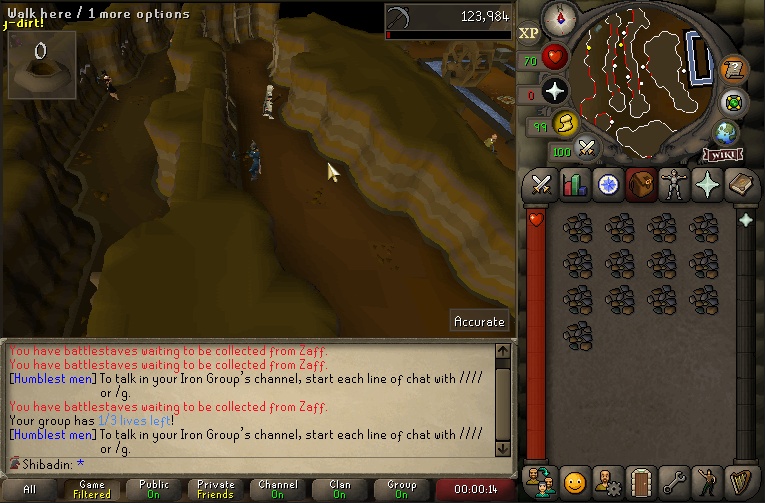 Walk here / 1 more options
y-dirt!
0
123,984
XP
70
0
99
100
WIKI
Accurate
You have battlestaves waiting to be collected from Zaff.
You have battlestaves waiting to be collected from Zaff.
[Humblest men] To talk in your Iron Group's channel, start each line of chat with ////
or /g.
You have battlestaves waiting to be collected from Zaff.
Your group has 1/3 lives left!
[Humblest men] To talk in your Iron Group's channel, start each line of chat with ////
or /g.
Shibadin: *
All
Game
Filtered
Public
On
Private
Friends
Channel
On
Clan
On
Group
On
00:00:14